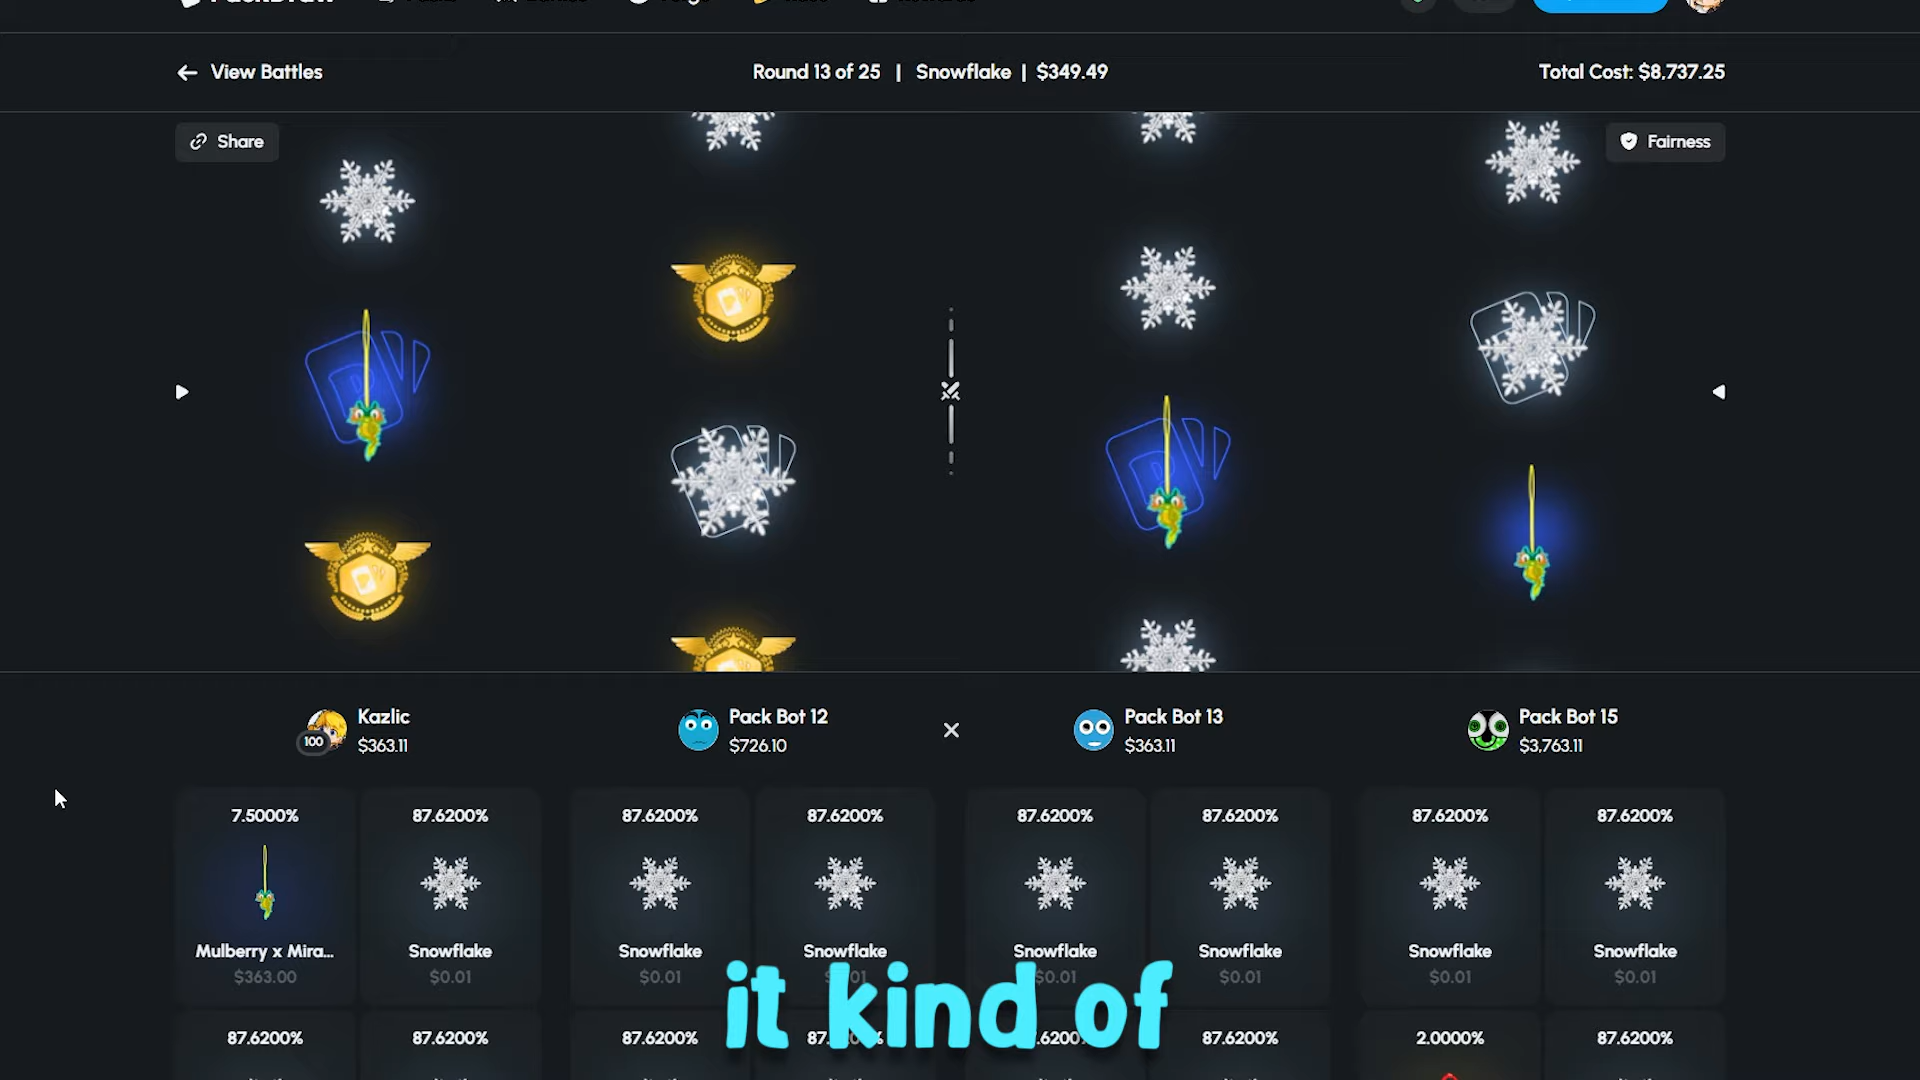 PackDraw
View Battles
Round 13 of 25 | Snowflake | $349.49
Total Cost: $8,737.25
Share
Fairness
Kazlic
100
$363.11
Pack Bot 12
$726.10
Pack Bot 13
$363.11
Pack Bot 15
$3,763.11
7.5000%
87.6200%
87.6200%
87.6200%
87.6200%
87.6200%
87.6200%
87.6200%
Mulberry x Mira...
Snowflake
Snowflake
Snowflake
Snowflake
Snowflake
Snowflake
Snowflake
$363.00
$0.01
$0.01
$0.01
$0.01
$0.01
$0.01
it kind of
87.6200%
87.6200%
87.6200%
87.6200%
2.0000%
87.6200%